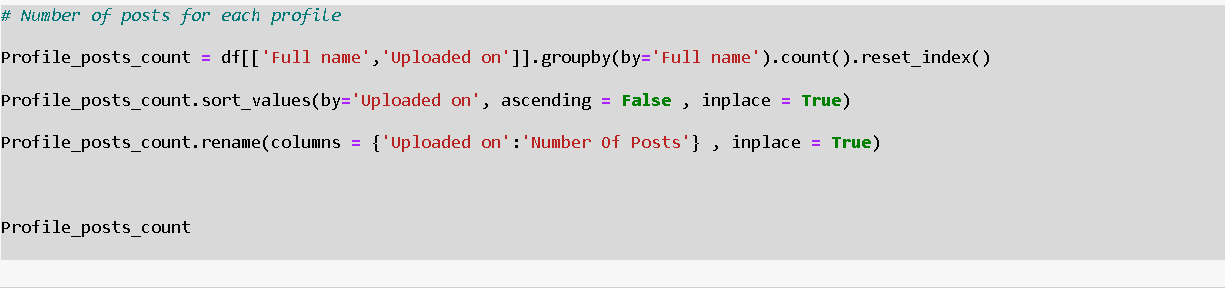 # Number of posts for each profile
Profile_posts_count = df[['Full name','Uploaded on']].groupby(by='Full name').count().reset_index()
Profile_posts_count.sort_values(by='Uploaded on', ascending = False , inplace = True)
Profile_posts_count.rename(columns = {'Uploaded on':'Number Of Posts'} , inplace = True)
Profile_posts_count